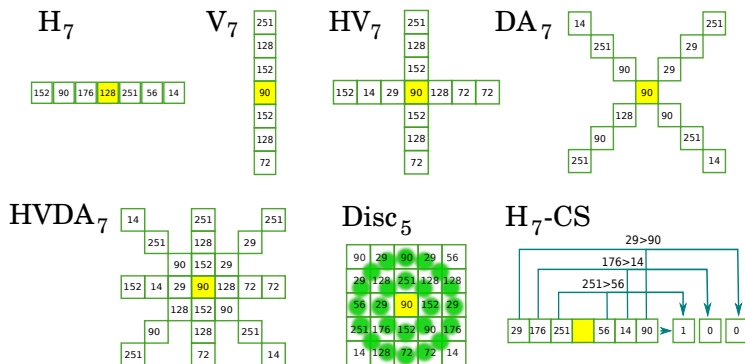 H7
152 90 176 128 251 56 14
V7
251
128
152
90
152
128
72
HV7
251
128
152
152 14 29 90 128 72 72
152
128
72
DA7
14 251
251 29
90 29
90
128 90
90 251
251 14
HVDA7
14 251 251
251 128 29
90 152 29
152 14 29 90 128 72 72
128 152 90
90 128 251
251 72 14
Disc5
90 29 90 29 56
29 128 251 128 128
56 29 90 152 29
251 176 152 90 176
14 128 72 72 14
H7-CS
29>90
176>14
251>56
29 176 251 56 14 90 1 0 0